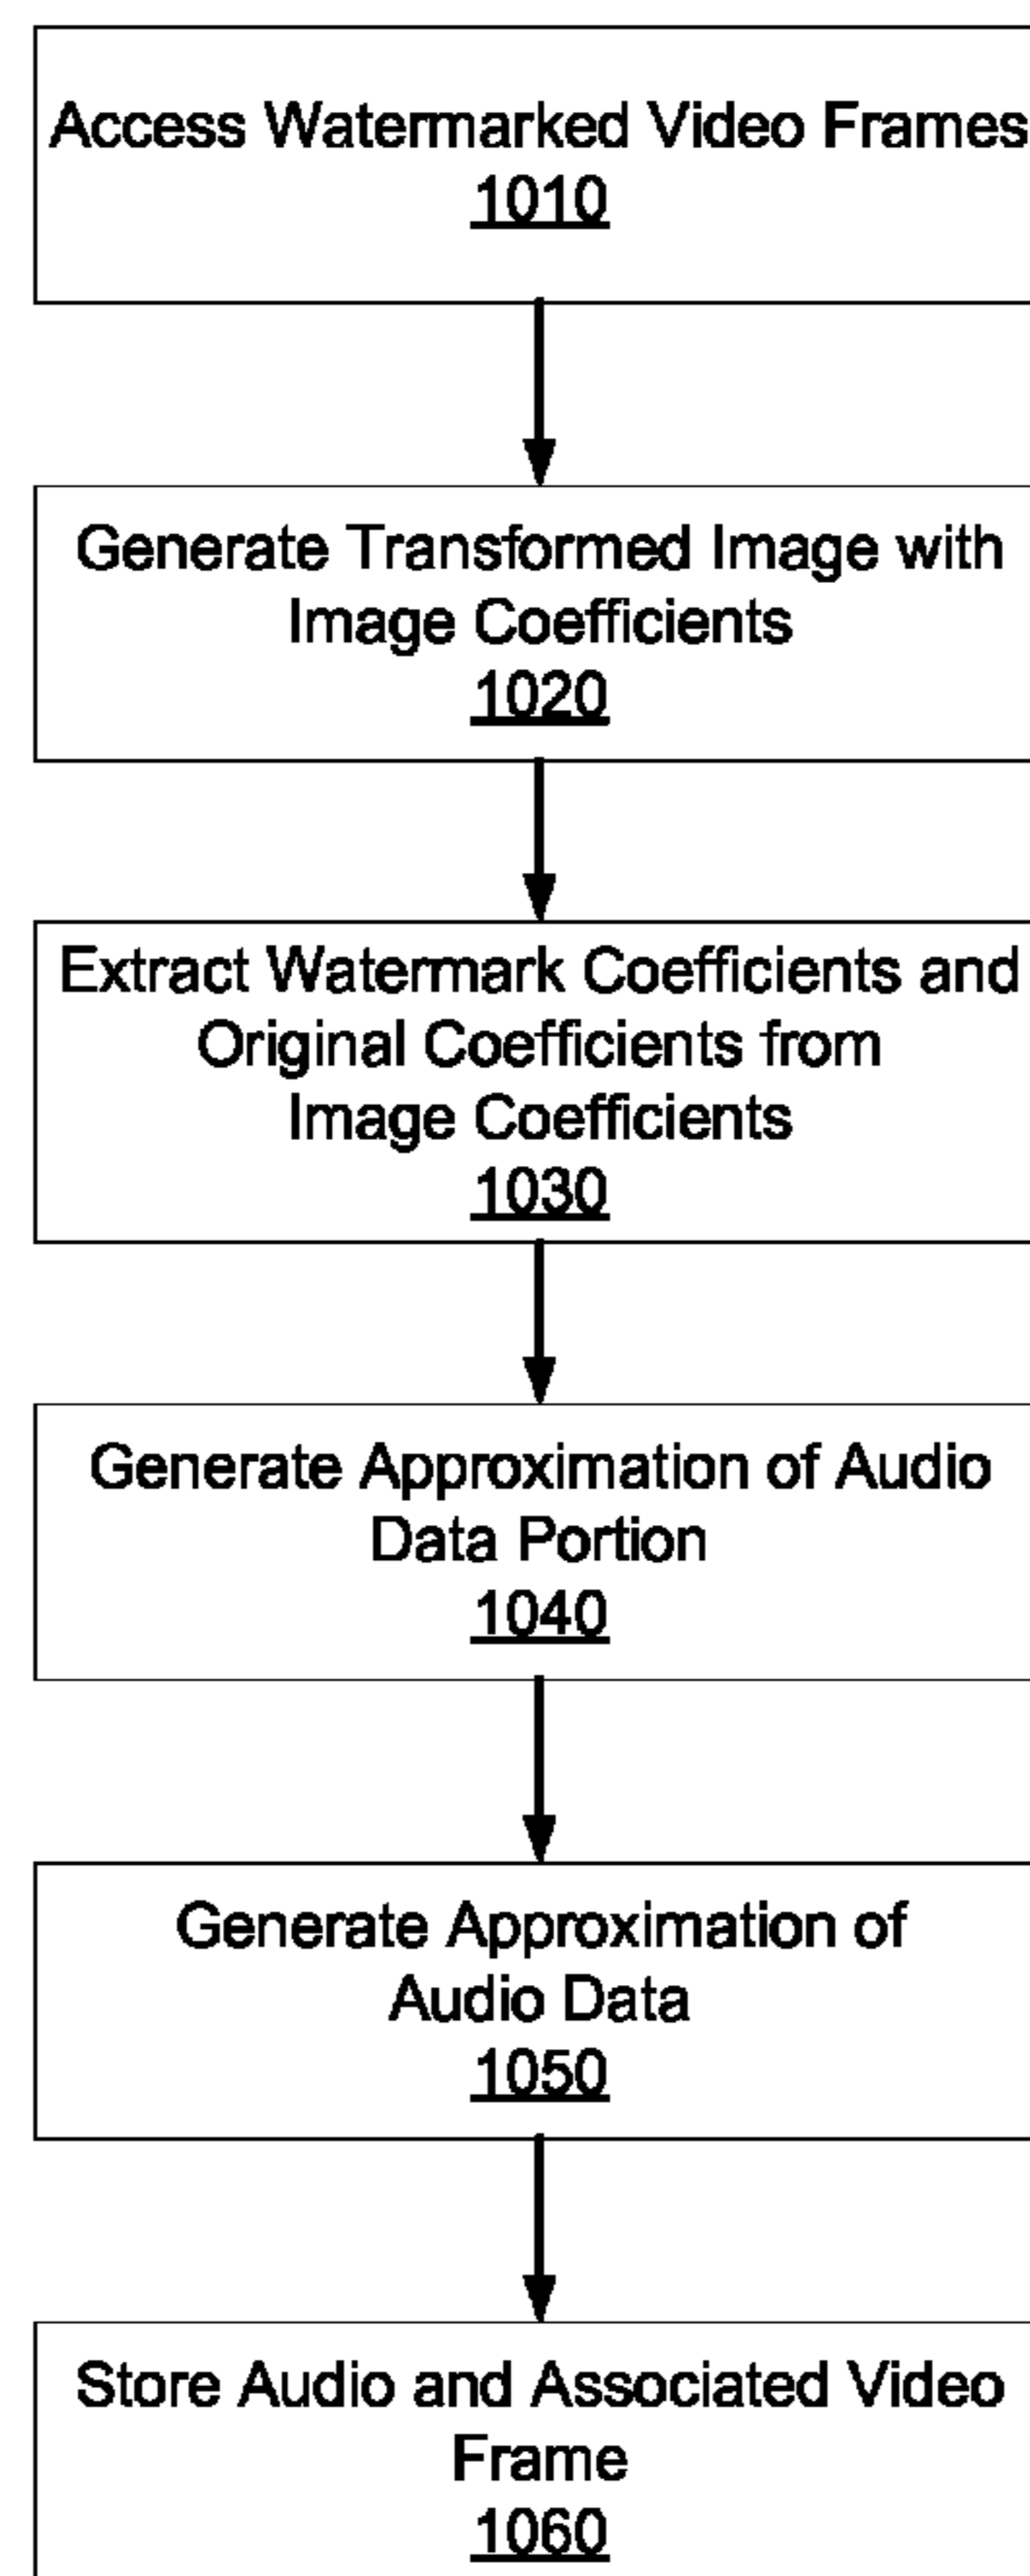 Access Watermarked Video Frames
1010
Generate Transformed Image with
Image Coefficients
1020
Extract Watermark Coefficients and
Original Coefficients from
Image Coefficients
1030
Generate Approximation of Audio
Data Portion
1040
Generate Approximation of
Audio Data
1050
Store Audio and Associated Video
Frame
1060